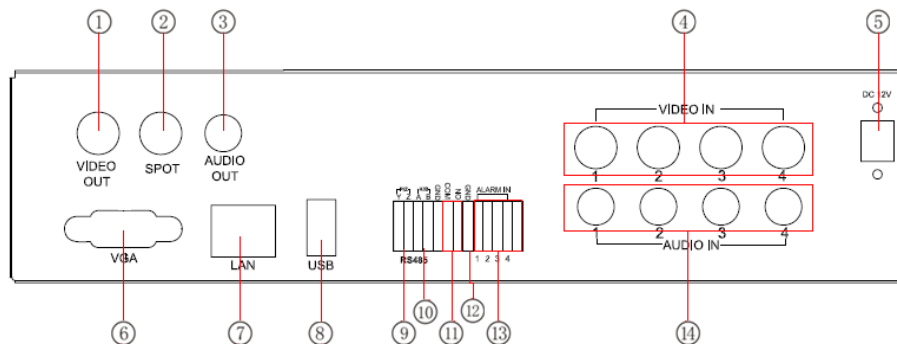 ① ② ③ ④ ⑤
DC 12V
VIDEO IN
VIDEO OUT
SPOT
AUDIO OUT
1 2 3 4
Y Z A B GND COM NO GND ALARM IN
1 2 3 4
AUDIO IN
VGA
LAN
USB
RS485
1 2 3 4
⑥ ⑦ ⑧ ⑨ ⑩ ⑪ ⑫ ⑬ ⑭